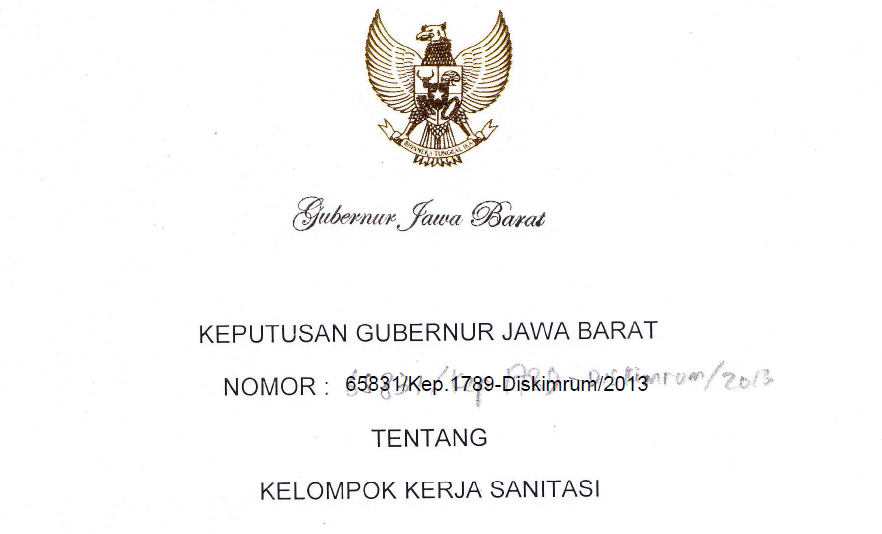 BHINNEKA TUNGGAL IKA
Gubernur Jawa Barat
KEPUTUSAN GUBERNUR JAWA BARAT
NOMOR : 65831/Kep.1789-Diskimrum/2013
TENTANG
KELOMPOK KERJA SANITASI